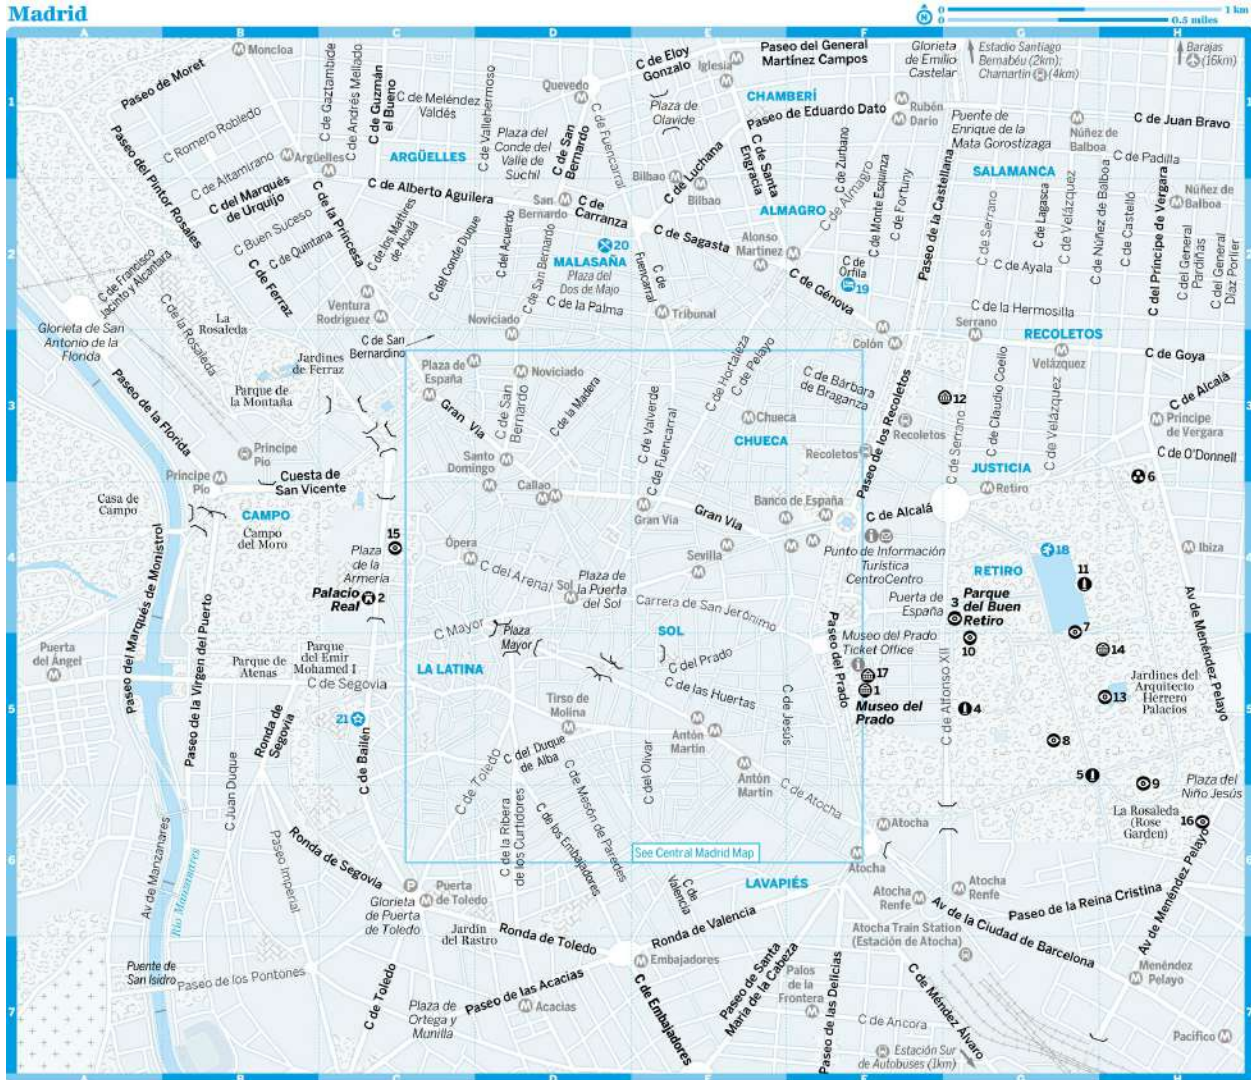 Madrid
0 1 km
0 0.5 miles
A B C D E F G H
1
2
3
4
5
6
7
Moncloa
Paseo de Moret
C de Gaztambide
C de Andrés Mellado
C de Guzmán
el Bueno
C de Meléndez
Valdés
C de Vallehermoso
Quevedo
C de Eloy
Gonzalo
Iglesia
Paseo del General
Martínez Campos
Glorieta
de Emilio
Castelar
Estadio Santiago
Bernabéu (2km);
Chamartín (4km)
Barajas
(16km)
CHAMBERÍ
Plaza de
Olavide
Paseo de Eduardo Dato
Rubén
Darío
Puente de
Enrique de la
Mata Gorostizaga
Núñez de
Balboa
C de Juan Bravo
C Romero Robledo
Paseo del Pintor Rosales
C de Altamirano
Argüelles
ARGÜELLES
Plaza del
Conde del
Valle de
Suchil
C de San
Bernardo
C de Fuencarral
C de Luchana
C de Santa
Engracia
C de Zurbano
C de Almagro
C de Monte Esquinza
C de Fortuny
Paseo de la Castellana
SALAMANCA
C de Padilla
C del Marqués
de Urquijo
C de la Princesa
C de Alberto Aguilera
San
Bernardo
C de
Carranza
Bilbao
Bilbao
ALMAGRO
C de Serrano
C de Lagasca
C de Velázquez
C de Núñez de Balboa
C de Castelló
C del Príncipe de Vergara
Núñez de
Balboa
C Buen Suceso
C de Quintana
C de los Mártires
de Alcalá
C del Conde Duque
C del Acuerdo
C de San Bernardo
20
MALASAÑA
Plaza del
Dos de Majo
C de la Palma
C de Sagasta
C de
Fuencarral
Alonso
Martínez
C de Génova
C de
Orfila
19
C de Ayala
C del General
Pardiñas
C del General
Díaz Porlier
C de Francisco
Jacinto y Alcantara
C de la Rosaleda
C de Ferraz
La
Rosaleda
Ventura
Rodríguez
Noviciado
Tribunal
Colón
C de la Hermosilla
Serrano
RECOLETOS
Velázquez
C de Goya
Glorieta de San
Antonio de la
Florida
C de San
Bernardino
Jardines
de Ferraz
Parque de
la Montaña
Plaza de
España
Noviciado
Gran Vía
C de San
Bernardo
C de la Madera
C de Valverde
C de Fuencarral
C de Hortaleza
C de Pelayo
C de Bárbara
de Braganza
Paseo de los Recoletos
12
C de Serrano
C de Claudio Coello
C de Velázquez
C de Alcalá
Paseo de la Florida
Chueca
CHUECA
Recoletos
Recoletos
Príncipe
de Vergara
C de O'Donnell
Príncipe
Pío
Príncipe
Pío
Cuesta de
San Vicente
Santo
Domingo
Callao
Gran Vía
Gran Vía
Banco de España
JUSTICIA
Retiro
6
Casa de
Campo
CAMPO
Campo
del Moro
C de Alcalá
15
Plaza
de la
Armería
Palacio
Real 2
Ópera
C del Arenal
Sol
Plaza de
la Puerta
del Sol
Sevilla
Punto de Información
Turística
CentroCentro
18
RETIRO
11
Ibiza
Puerta de
España
3
Parque
del Buen
Retiro
Carrera de San Jerónimo
Paseo del Marqués de Monistrol
Paseo de la Virgen del Puerto
C Mayor
Plaza
Mayor
SOL
Paseo del Prado
Museo del Prado
Ticket Office
10
7
14
Av de Menéndez Pelayo
Puerta
del Ángel
Parque de
Atenas
Parque
del Emir
Mohamed I
C de Segovia
LA LATINA
C del Prado
C de las Huertas
17
1
Museo del
Prado
C de Alfonso XII
4
Jardines del
Arquitecto
Herrero
Palacios
13
21
Ronda de
Segovia
C de Bailén
Tirso de
Molina
C de Jesús
8
Antón
Martín
C Juan Duque
C de Toledo
C del Duque
de Alba
C del Olivar
Antón
Martín
C de Atocha
5
9
Plaza del
Niño Jesús
C de la Ribera
de los Curtidores
C de Mesón de Paredes
C de los Embajadores
La Rosaleda
(Rose
Garden)
16
Av de Manzanares
Río Manzanares
Paseo Imperial
Ronda de Segovia
Atocha
See Central Madrid Map
Atocha
Puerta
de Toledo
Glorieta
de Puerta
de Toledo
LAVAPIÉS
C de
Valencia
Atocha
Renfe
Atocha
Renfe
Paseo de la Reina Cristina
Av de Menéndez Pelayo
Jardín
del Rastro
Ronda de Toledo
Ronda de Valencia
Atocha Train Station
(Estación de Atocha)
Av de la Ciudad de Barcelona
Puente de
San Isidro
Paseo de los Pontones
C de Toledo
Paseo de las Acacias
Embajadores
C de Embajadores
Paseo de Santa
María de la Cabeza
Palos
de la
Frontera
Paseo de las Delicias
C de Méndez Álvaro
Menéndez
Pelayo
Plaza de
Ortega y
Munilla
Acacias
C de Ancora
Estación Sur
de Autobuses (1km)
Pacífico